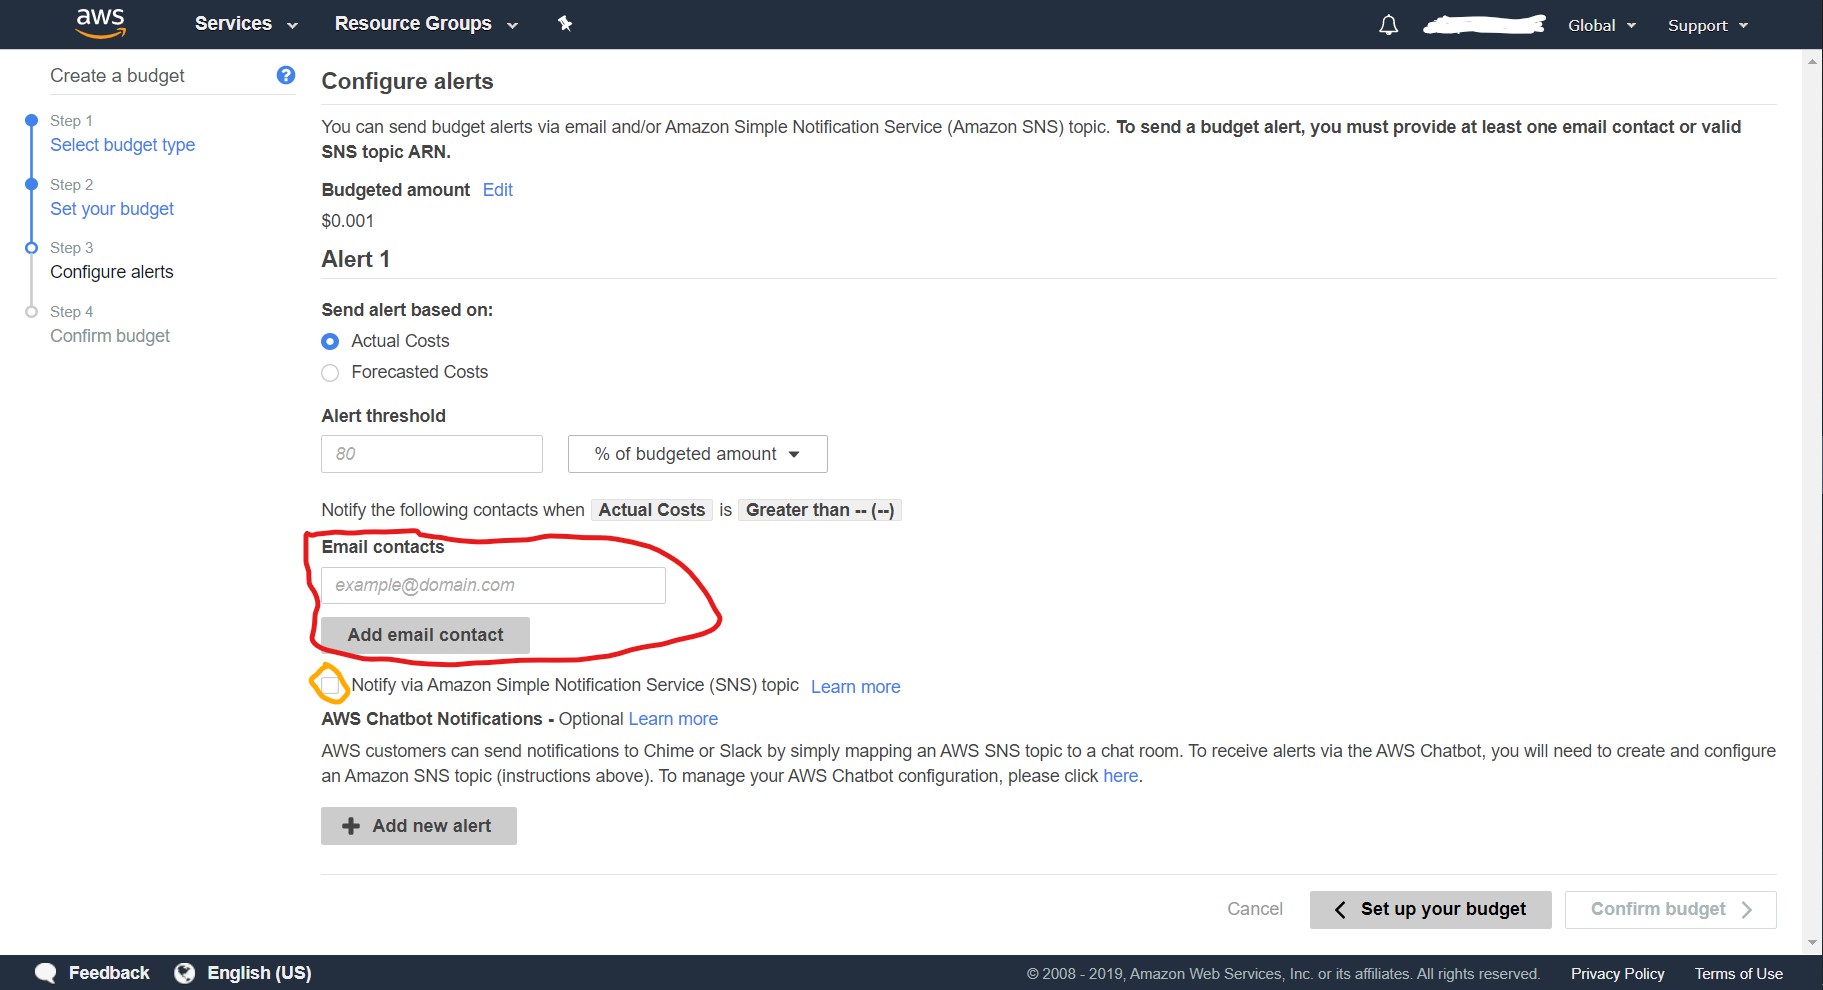 aws
Services
Resource Groups
Global
Support
Create a budget
?
Step 1
Select budget type
Step 2
Set your budget
Step 3
Configure alerts
Step 4
Confirm budget
Configure alerts
You can send budget alerts via email and/or Amazon Simple Notification Service (Amazon SNS) topic. To send a budget alert, you must provide at least one email contact or valid
SNS topic ARN.
Budgeted amount Edit
$0.001
Alert 1
Send alert based on:
Actual Costs
Forecasted Costs
Alert threshold
80
% of budgeted amount
Notify the following contacts when Actual Costs is Greater than -- (--)
Email contacts
example@domain.com
Add email contact
Notify via Amazon Simple Notification Service (SNS) topic Learn more
AWS Chatbot Notifications - Optional Learn more
AWS customers can send notifications to Chime or Slack by simply mapping an AWS SNS topic to a chat room. To receive alerts via the AWS Chatbot, you will need to create and configure
an Amazon SNS topic (instructions above). To manage your AWS Chatbot configuration, please click here.
Add new alert
Cancel
Set up your budget
Confirm budget
Feedback
English (US)
© 2008 - 2019, Amazon Web Services, Inc. or its affiliates. All rights reserved.
Privacy Policy
Terms of Use